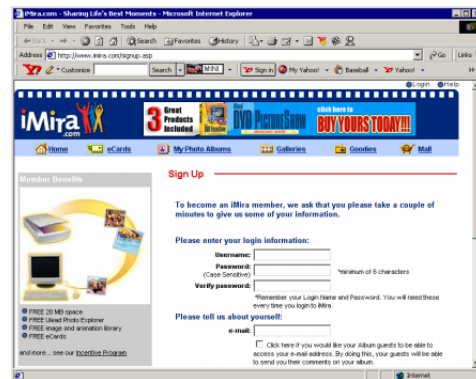 iMira.com - Sharing Life's Best Moments - Microsoft Internet Explorer
File Edit View Favorites Tools Help
Back Search Favorites History
Address http://www.imira.com/signup.asp Go Links
Y? Customize Search MINI Sign in My Yahoo! Baseball Yahoo! »
Login Help
iMira.com
3 Great Products Included
DVD PictureShow
click here to
BUY YOURS TODAY!!!
Home eCards My Photo Albums Galleries Goodies Mall
Member Benefits
FREE 20 MB space
FREE Ulead Photo Explorer
FREE image and animation library
FREE eCards
and more... see our Incentive Program
Sign Up
To become an iMira member, we ask that you please take a couple of
minutes to give us some of your information.
Please enter your login information:
Username:
Password:
(Case Sensitive)
*minimum of 6 characters
Verify password:
*Remember your Login Name and Password. You will need these
every time you login to iMira.
Please tell us about yourself:
e-mail:
Click here if you would like your Album guests to be able to
access your e-mail address. By doing this, your guests will be able
to send you their comments on your album.
Internet